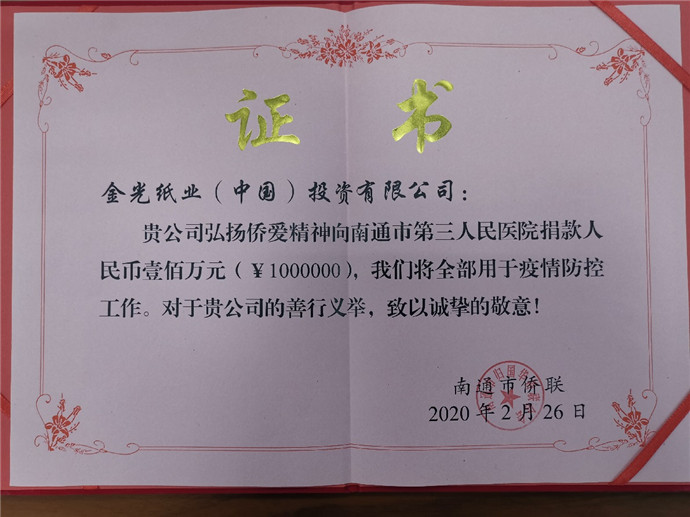 证书
金光纸业（中国）投资有限公司：
贵公司弘扬侨爱精神向南通市第三人民医院捐款人
民币壹佰万元（￥1000000），我们将全部用于疫情防控
工作。对于贵公司的善行义举，致以诚挚的敬意！
南通市侨联
2020年2月26日